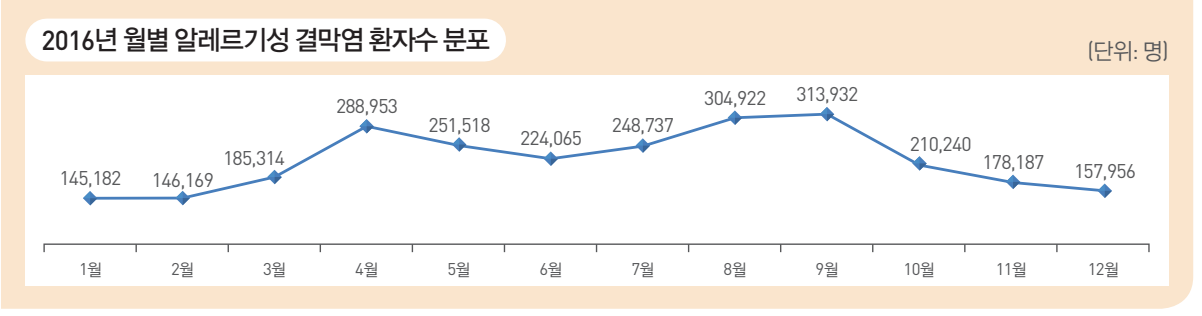 2016년 월별 알레르기성 결막염 환자수 분포
(단위: 명)
145,182 146,169 185,314 288,953 251,518 224,065 248,737 304,922 313,932 210,240 178,187 157,956
1월 2월 3월 4월 5월 6월 7월 8월 9월 10월 11월 12월